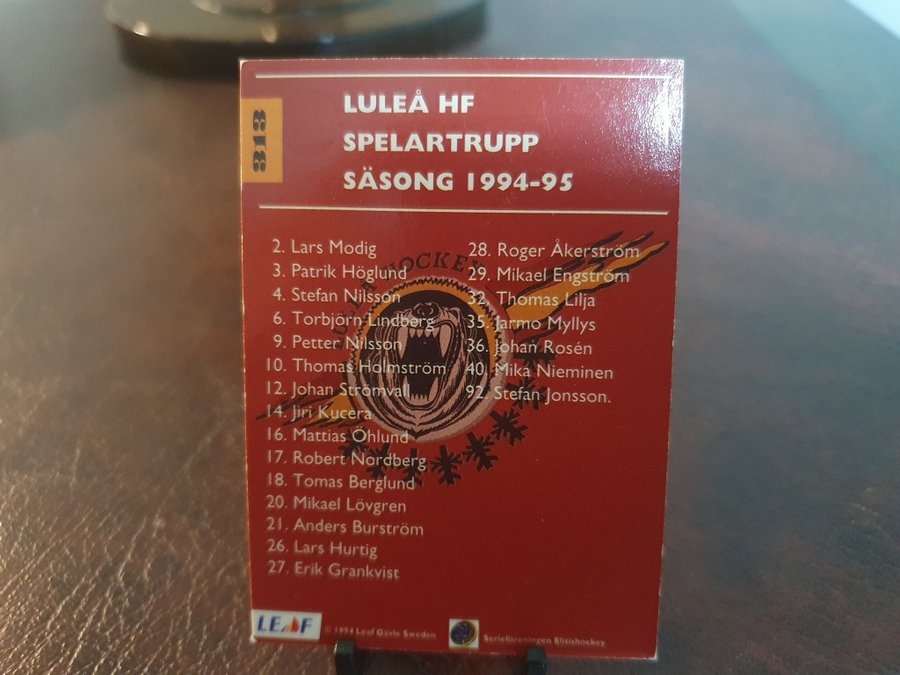 313
LULEÅ HF
SPELARTRUPP
SÄSONG 1994-95
2. Lars Modig
3. Patrik Höglund
4. Stefan Nilsson
6. Torbjörn Lindberg
9. Petter Nilsson
10. Thomas Holmström
12. Johan Strömvall
14. Jiri Kucera
16. Mattias Öhlund
17. Robert Nordberg
18. Tomas Berglund
20. Mikael Lövgren
21. Anders Burström
26. Lars Hurtig
27. Erik Grankvist
28. Roger Åkerström
29. Mikael Engström
32. Thomas Lilja
35. Jarmo Myllys
36. Johan Rosén
40. Mika Nieminen
92. Stefan Jonsson.
LULEÅ HOCKEY
LEAF
© 1994 Leaf Gävle Sweden
Serieföreningen Elitishockey